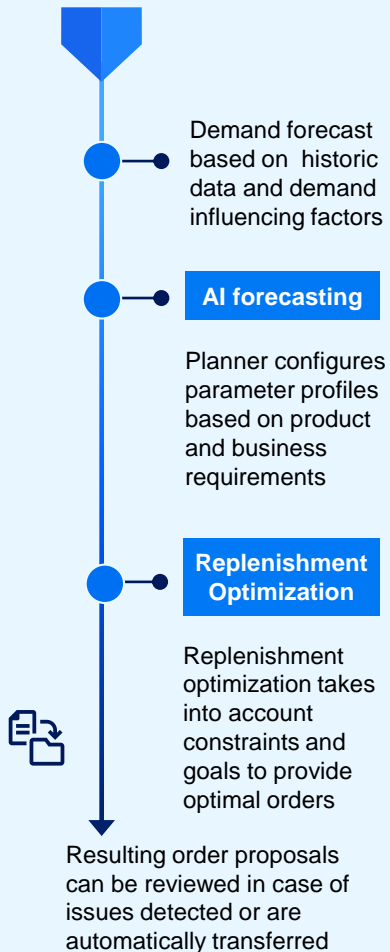 Demand forecast
based on historic
data and demand
influencing factors
AI forecasting
Planner configures
parameter profiles
based on product
and business
requirements
Replenishment
Optimization
Replenishment
optimization takes
into account
constraints and
goals to provide
optimal orders
Resulting order proposals
can be reviewed in case of
issues detected or are
automatically transferred